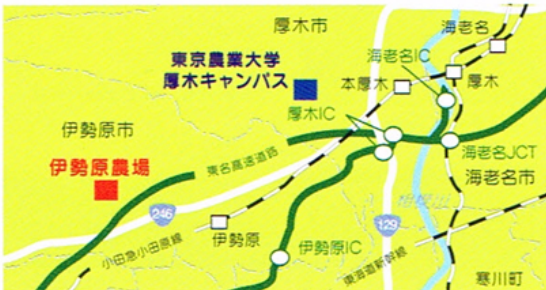 厚木市
海老名
東京農業大学
厚木キャンパス
海老名IC
本厚木
厚木
厚木IC
伊勢原市
伊勢原農場
東名高速道路
海老名JCT
海老名市
相模川
246
129
伊勢原
小田急小田原線
伊勢原IC
東海道新幹線
寒川町